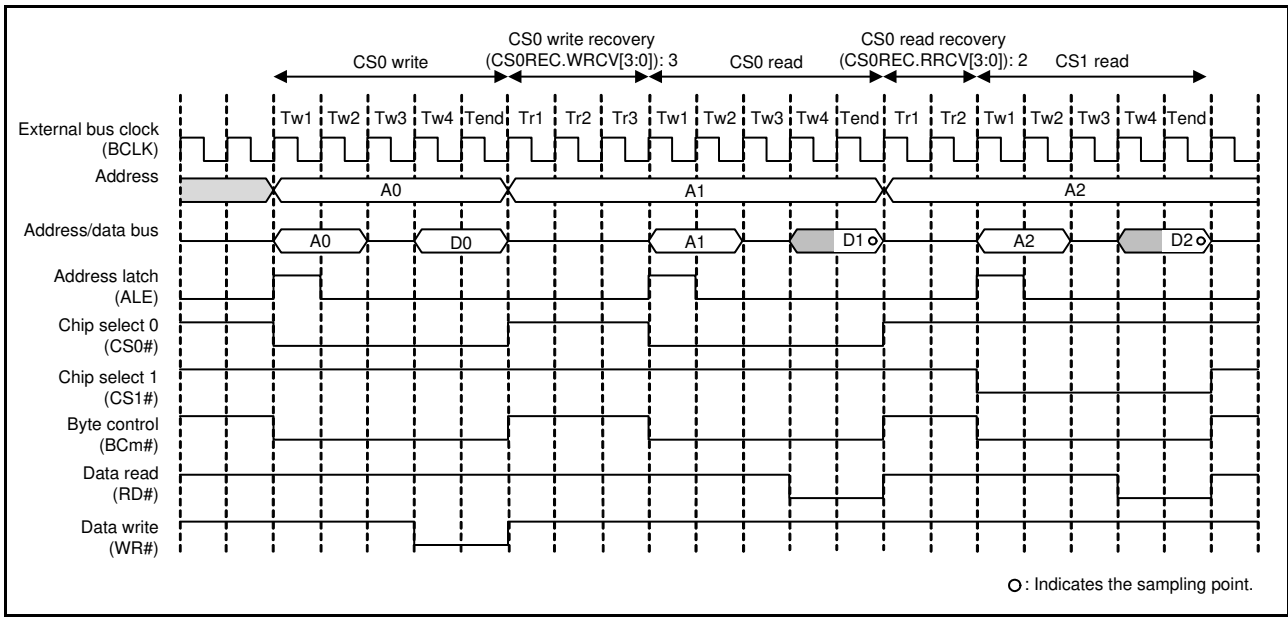 CS0 write
CS0 write recovery
(CS0REC.WRCV[3:0]): 3
CS0 read
CS0 read recovery
(CS0REC.RRCV[3:0]): 2
CS1 read
Tw1 Tw2 Tw3 Tw4 Tend Tr1 Tr2 Tr3 Tw1 Tw2 Tw3 Tw4 Tend Tr1 Tr2 Tw1 Tw2 Tw3 Tw4 Tend
External bus clock
(BCLK)
Address
A0 A1 A2
Address/data bus
A0 D0 A1 D1 A2 D2
Address latch
(ALE)
Chip select 0
(CS0#)
Chip select 1
(CS1#)
Byte control
(BCm#)
Data read
(RD#)
Data write
(WR#)
: Indicates the sampling point.